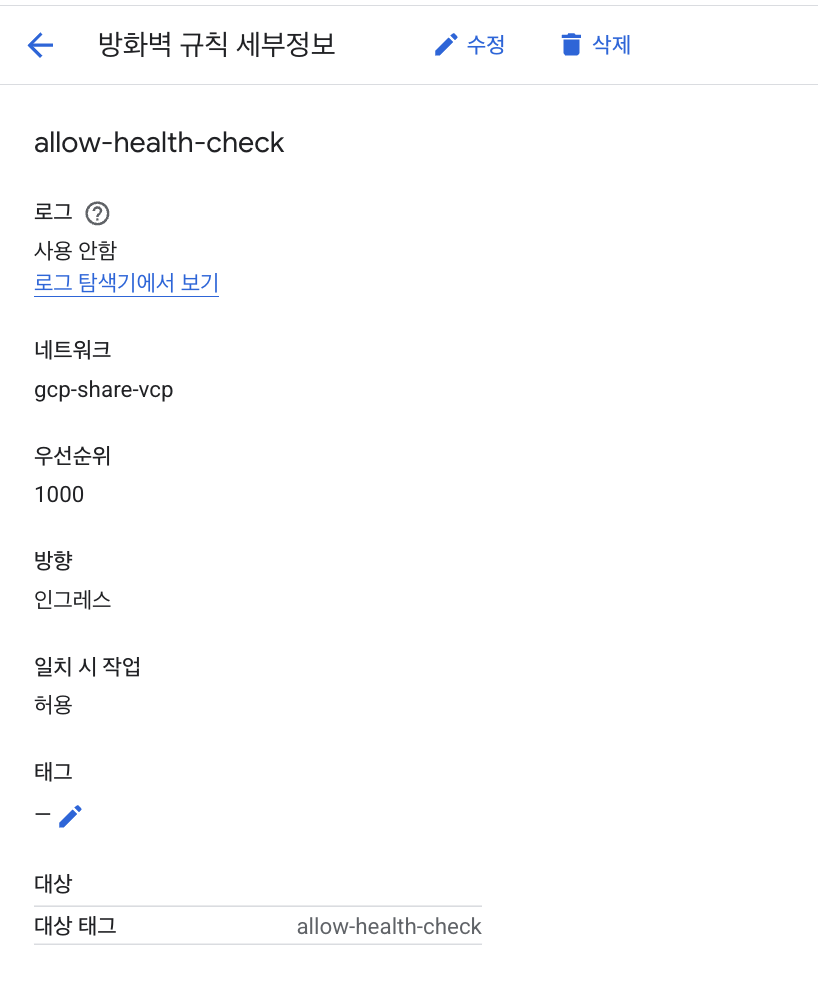 방화벽 규칙 세부정보 수정 삭제
allow-health-check
로그
사용 안함
로그 탐색기에서 보기
네트워크
gcp-share-vcp
우선순위
1000
방향
인그레스
일치 시 작업
허용
태그
—
대상
대상 태그 allow-health-check